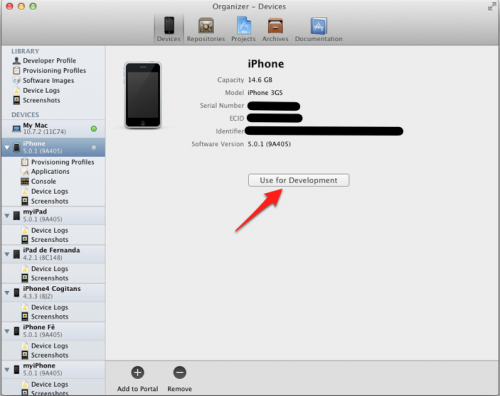 Organizer – Devices
Devices Repositories Projects Archives Documentation
LIBRARY
Developer Profile
Provisioning Profiles
Software Images
Device Logs
Screenshots
DEVICES
My Mac
10.7.2 (11C74)
iPhone
5.0.1 (9A405)
Provisioning Profiles
Applications
Console
Device Logs
Screenshots
myiPad
5.0.1 (9A405)
Device Logs
Screenshots
iPad de Fernanda
4.2.1 (8C148)
Device Logs
Screenshots
iPhone4 Cogitans
4.3.3 (8J2)
Device Logs
Screenshots
iPhone Fê
5.0.1 (9A405)
Device Logs
Screenshots
myiPhone
5.0.1 (9A405)
Device Logs
Screenshots
iPhone
Capacity 14.6 GB
Model iPhone 3GS
Serial Number
ECID
Identifier
Software Version 5.0.1 (9A405)
Use for Development
Add to Portal Remove